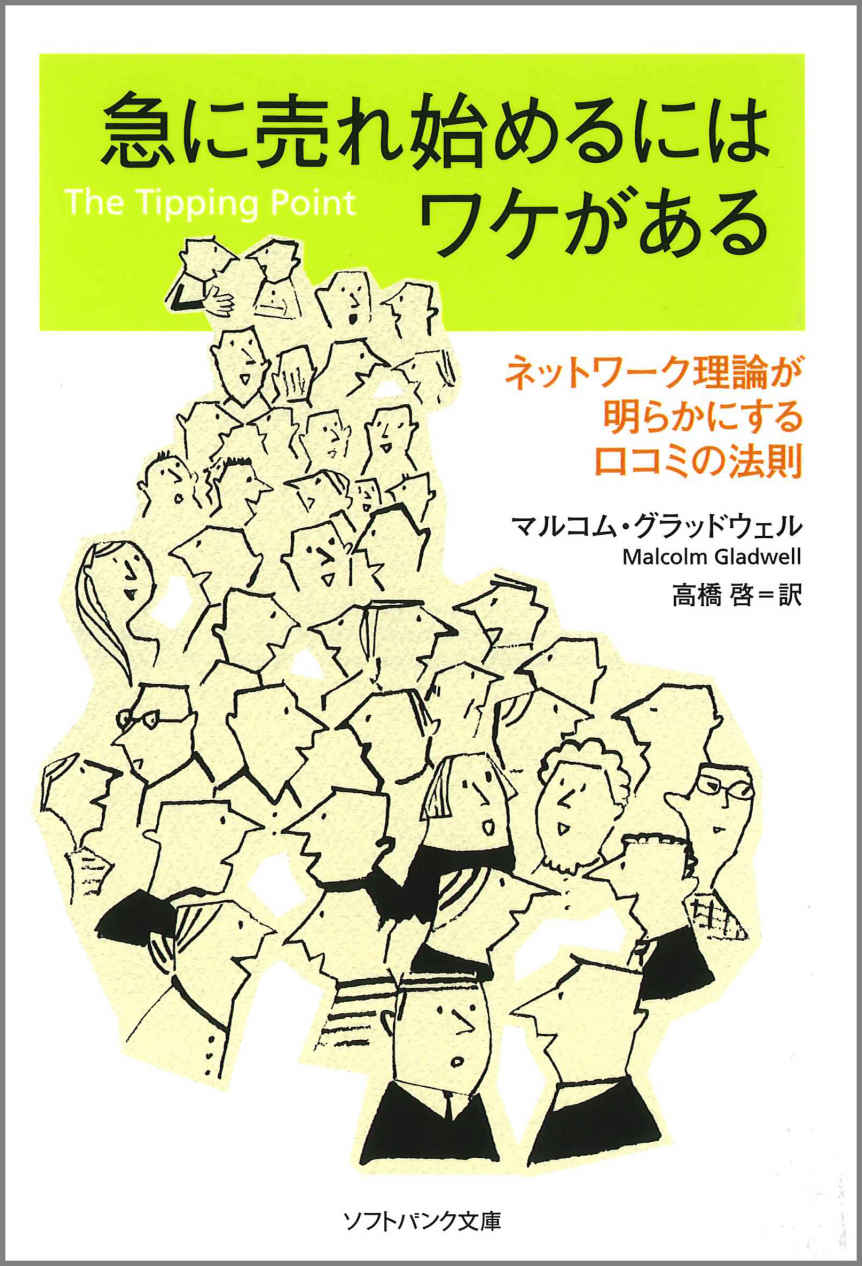 急に売れ始めるには
ワケがある
The Tipping Point
ネットワーク理論が
明らかにする
口コミの法則
マルコム・グラッドウェル
Malcolm Gladwell
高橋 啓=訳
ソフトバンク文庫